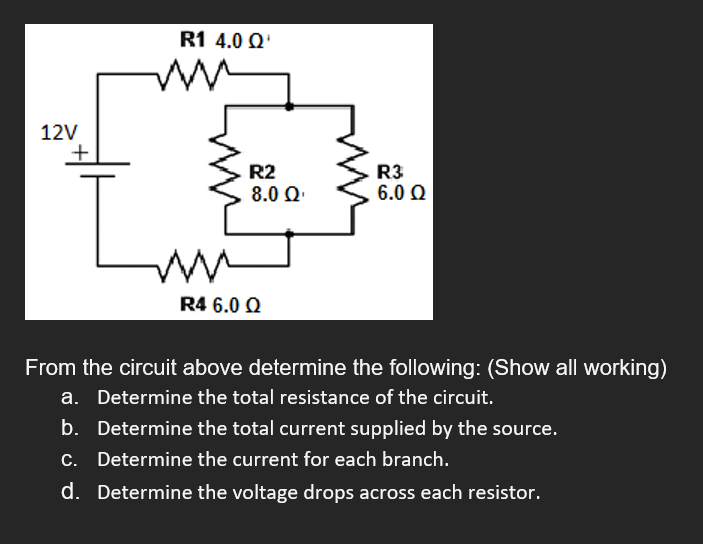 R1 4.0 Ω
12V
+
R2
8.0 Ω
R3
6.0 Ω
R4 6.0 Ω
From the circuit above determine the following: (Show all working)
a. Determine the total resistance of the circuit.
b. Determine the total current supplied by the source.
c. Determine the current for each branch.
d. Determine the voltage drops across each resistor.